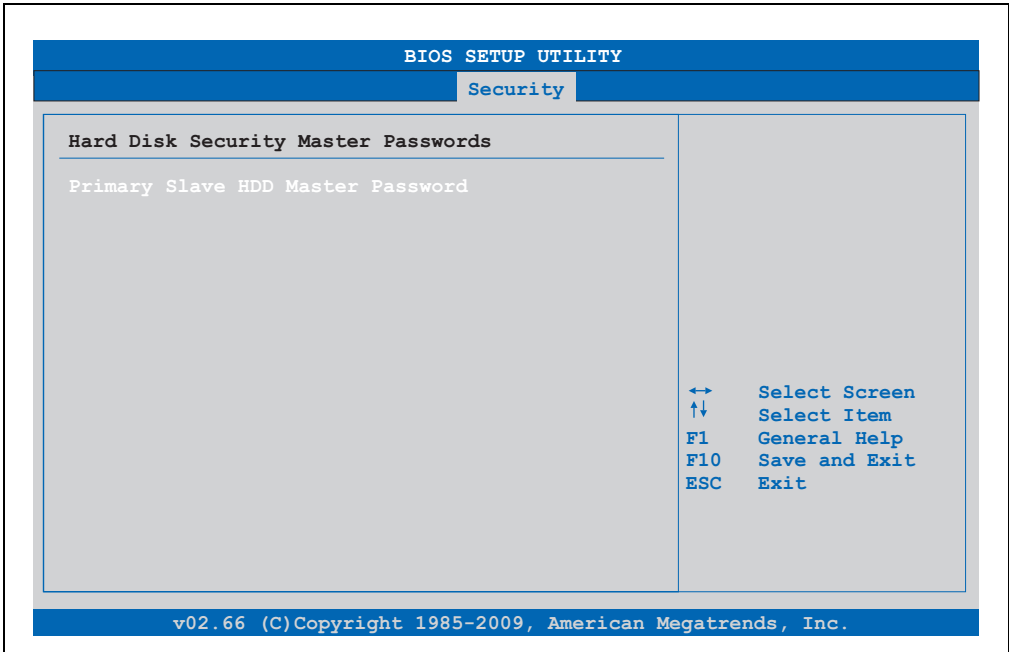 BIOS SETUP UTILITY
Security
Hard Disk Security Master Passwords
Primary Slave HDD Master Password
↔ Select Screen
↑↓ Select Item
F1 General Help
F10 Save and Exit
ESC Exit
v02.66 (C)Copyright 1985-2009, American Megatrends, Inc.